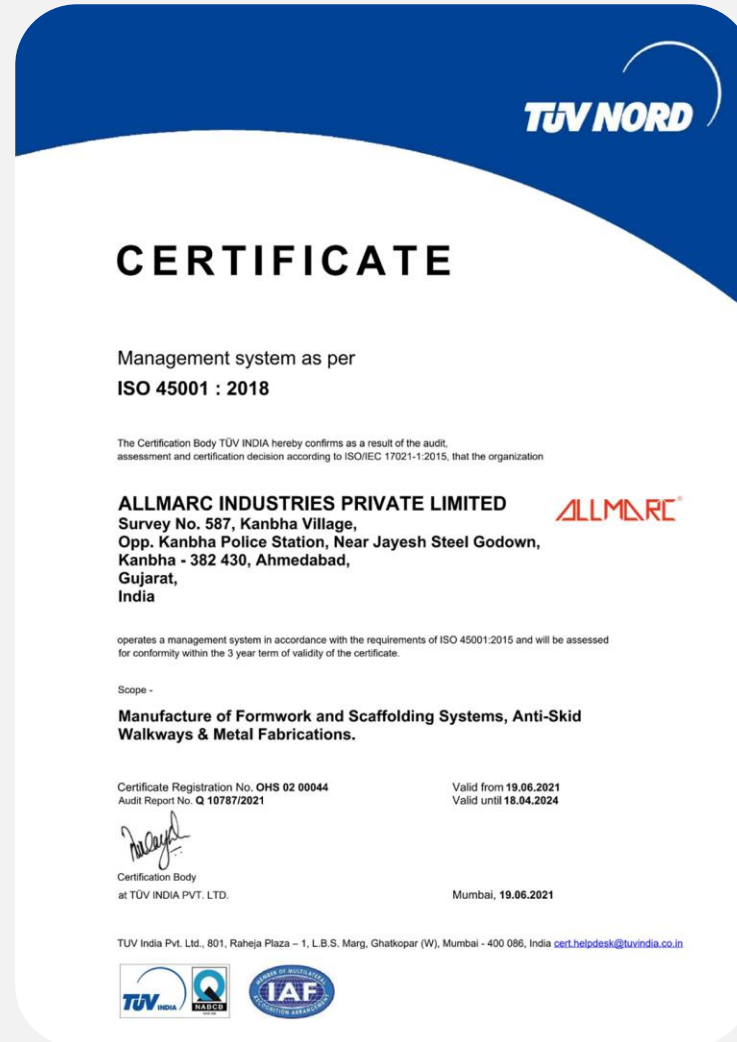 TÜV NORD
CERTIFICATE
Management system as per
ISO 45001 : 2018
The Certification Body TÜV INDIA hereby confirms as a result of the audit,
assessment and certification decision according to ISO/IEC 17021-1:2015, that the organization
ALLMARC INDUSTRIES PRIVATE LIMITED
ALLMARC®
Survey No. 587, Kanbha Village,
Opp. Kanbha Police Station, Near Jayesh Steel Godown,
Kanbha - 382 430, Ahmedabad,
Gujarat,
India
operates a management system in accordance with the requirements of ISO 45001:2015 and will be assessed
for conformity within the 3 year term of validity of the certificate.
Scope -
Manufacture of Formwork and Scaffolding Systems, Anti-Skid
Walkways & Metal Fabrications.
Certificate Registration No. OHS 02 00044
Audit Report No. Q 10787/2021
Valid from 19.06.2021
Valid until 18.04.2024
Certification Body
at TÜV INDIA PVT. LTD.
Mumbai, 19.06.2021
TUV India Pvt. Ltd., 801, Raheja Plaza – 1, L.B.S. Marg, Ghatkopar (W), Mumbai - 400 086, India cert.helpdesk@tuvindia.co.in
TÜV INDIA
NABCB
MEMBER OF MULTILATERAL
IAF
RECOGNITION ARRANGEMENT